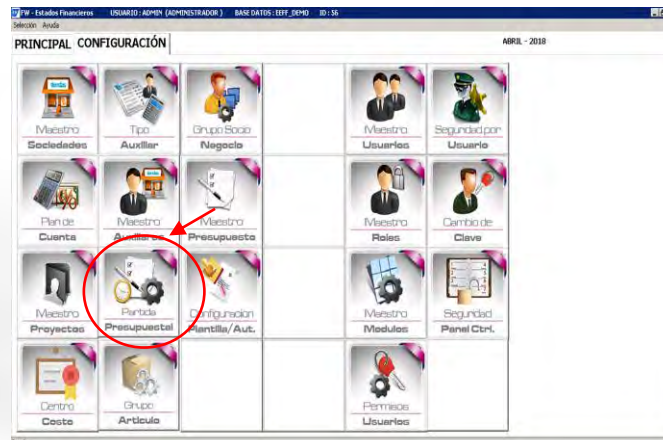 FW - Estados Financieros USUARIO : ADMIN (ADMINISTRADOR ) BASE DATOS : EEFF_DEMO ID : 56
Selección Ayuda
PRINCIPAL CONFIGURACIÓN
ABRIL - 2018
Maestro
Sociedades
Tipo
Auxiliar
Grupo Socio
Negocio
Maestro
Usuarios
Seguridad por
Usuario
Plan de
Cuenta
Maestro
Auxiliares
Maestro
Presupuesto
Maestro
Roles
Cambio de
Clave
Maestro
Proyectos
Partida
Presupuestal
Configuracion
Plantilla/Aut.
Maestro
Modulos
Seguridad
Panel Ctrl.
Centro
Costo
Grupo
Articulo
Permisos
Usuarios